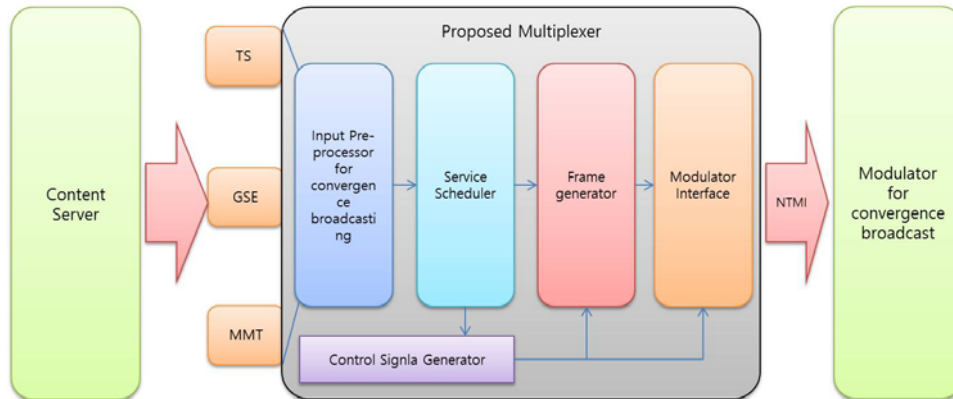 Proposed Multiplexer
Content
Server
TS
GSE
MMT
Input Pre-
processor
for
convergen
ce
broadcasti
ng
Service
Scheduler
Frame
generator
Modulator
Interface
Control Signla Generator
NTMI
Modulator
for
convergence
broadcast